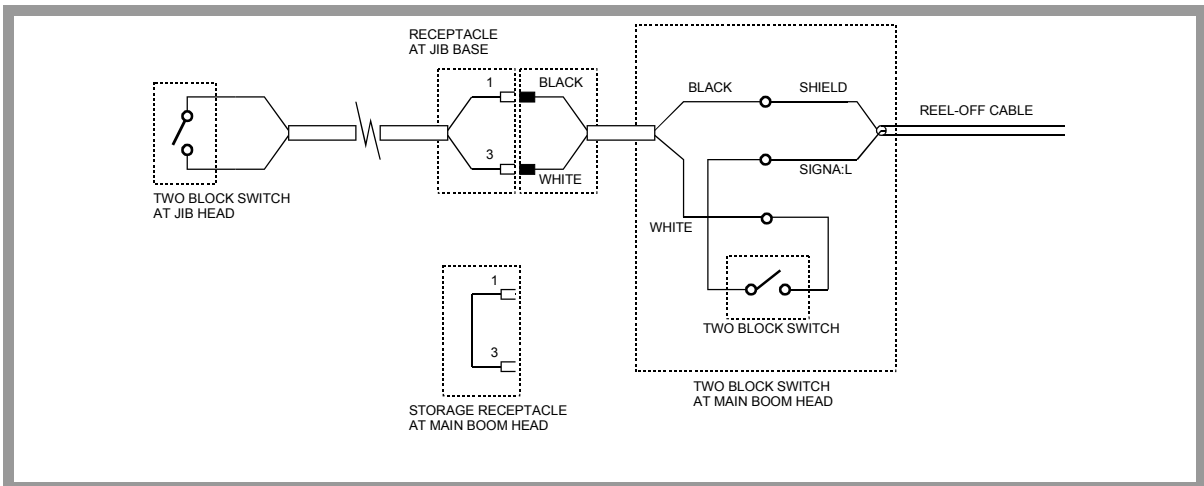 RECEPTACLE
AT JIB BASE
1
BLACK
BLACK
SHIELD
REEL-OFF CABLE
3
WHITE
SIGNA:L
TWO BLOCK SWITCH
AT JIB HEAD
WHITE
1
3
TWO BLOCK SWITCH
STORAGE RECEPTACLE
AT MAIN BOOM HEAD
TWO BLOCK SWITCH
AT MAIN BOOM HEAD